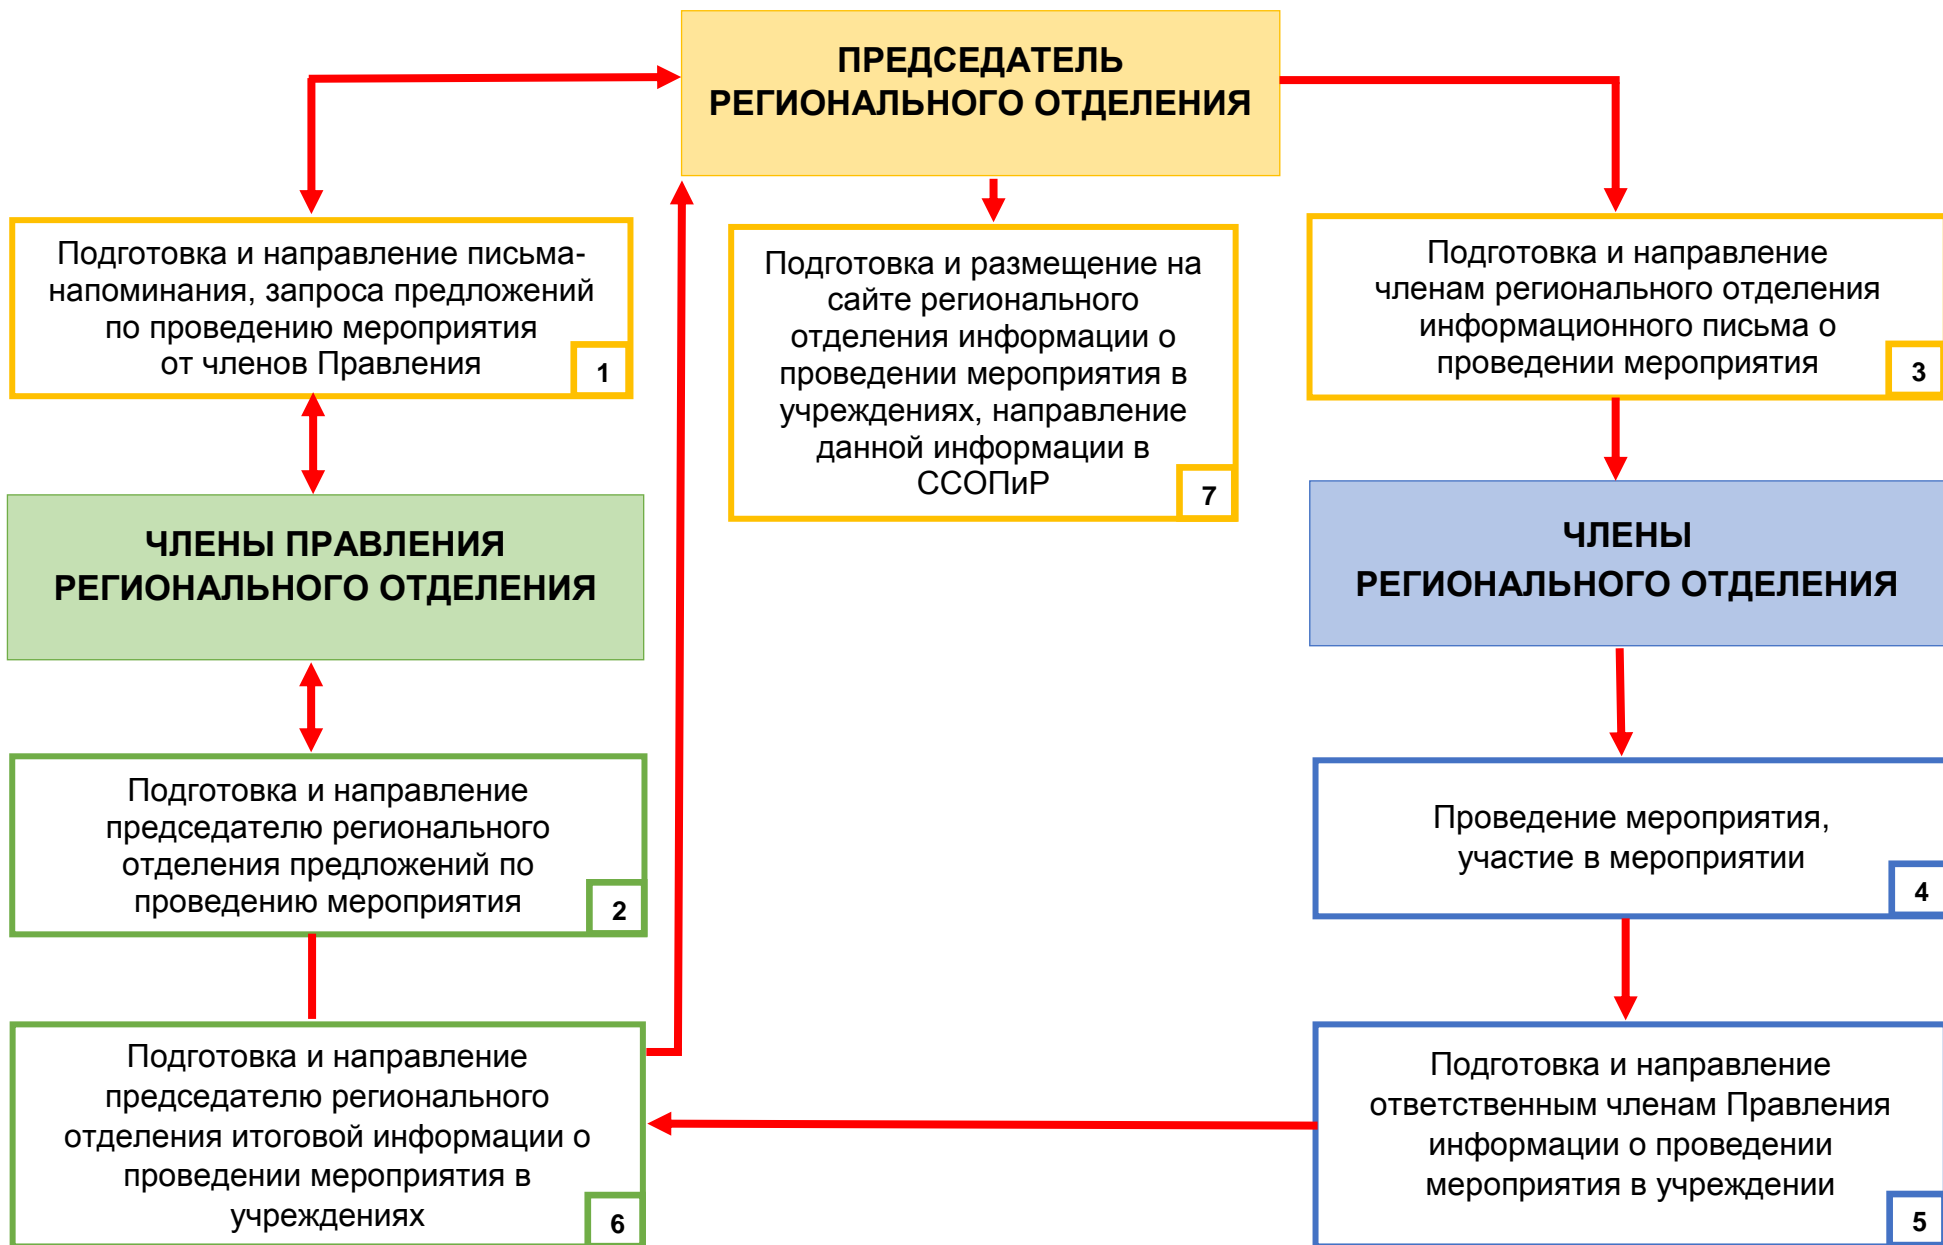 ПРЕДСЕДАТЕЛЬ
РЕГИОНАЛЬНОГО ОТДЕЛЕНИЯ
Подготовка и направление письма-
напоминания, запроса предложений
по проведению мероприятия
от членов Правления
1
Подготовка и размещение на
сайте регионального
отделения информации о
проведении мероприятия в
учреждениях, направление
данной информации в
ССОПиР
7
Подготовка и направление
членам регионального отделения
информационного письма о
проведении мероприятия
3
ЧЛЕНЫ ПРАВЛЕНИЯ
РЕГИОНАЛЬНОГО ОТДЕЛЕНИЯ
ЧЛЕНЫ
РЕГИОНАЛЬНОГО ОТДЕЛЕНИЯ
Подготовка и направление
председателю регионального
отделения предложений по
проведению мероприятия
2
Проведение мероприятия,
участие в мероприятии
4
Подготовка и направление
председателю регионального
отделения итоговой информации о
проведении мероприятия в
учреждениях
6
Подготовка и направление
ответственным членам Правления
информации о проведении
мероприятия в учреждении
5